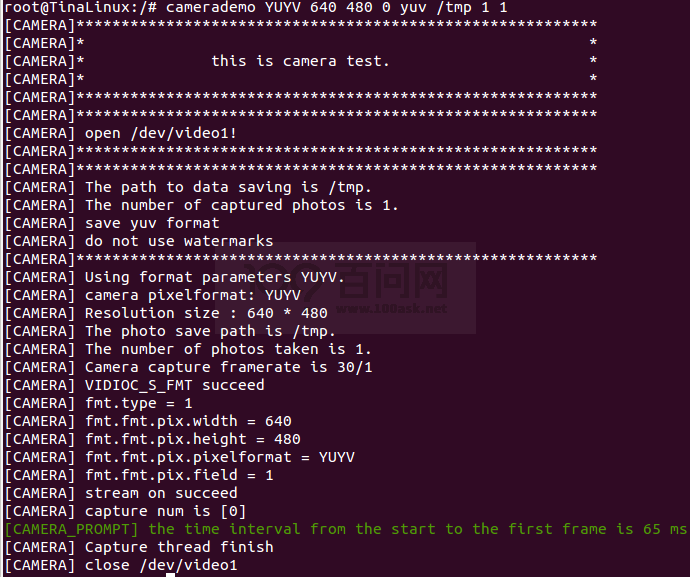 root@TinaLinux:/# camerademo YUYV 640 480 0 yuv /tmp 1 1
[CAMERA]**********************************************************
[CAMERA]*                                                        *
[CAMERA]*              this is camera test.                      *
[CAMERA]*                                                        *
[CAMERA]**********************************************************
[CAMERA]**********************************************************
[CAMERA] open /dev/video1!
[CAMERA]**********************************************************
[CAMERA]**********************************************************
[CAMERA] The path to data saving is /tmp.
[CAMERA] The number of captured photos is 1.
[CAMERA] save yuv format
[CAMERA] do not use watermarks
[CAMERA]**********************************************************
[CAMERA] Using format parameters YUYV.
[CAMERA] camera pixelformat: YUYV
[CAMERA] Resolution size : 640 * 480
[CAMERA] The photo save path is /tmp.
[CAMERA] The number of photos taken is 1.
[CAMERA] Camera capture framerate is 30/1
[CAMERA] VIDIOC_S_FMT succeed
[CAMERA] fmt.type = 1
[CAMERA] fmt.fmt.pix.width = 640
[CAMERA] fmt.fmt.pix.height = 480
[CAMERA] fmt.fmt.pix.pixelformat = YUYV
[CAMERA] fmt.fmt.pix.field = 1
[CAMERA] stream on succeed
[CAMERA] capture num is [0]
[CAMERA_PROMPT] the time interval from the start to the first frame is 65 ms
[CAMERA] Capture thread finish
[CAMERA] close /dev/video1
百问网
www.100ask.net